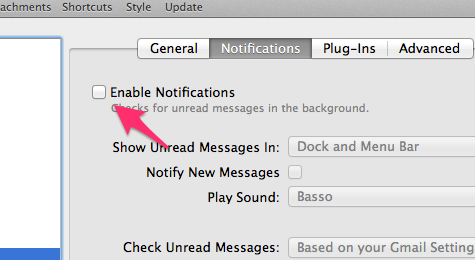 Shortcuts Style Update
General Notifications Plug-Ins Advanced
Enable Notifications
Checks for unread messages in the background.
Show Unread Messages In: Dock and Menu Bar
Notify New Messages
Play Sound: Basso
Check Unread Messages: Based on your Gmail Setting